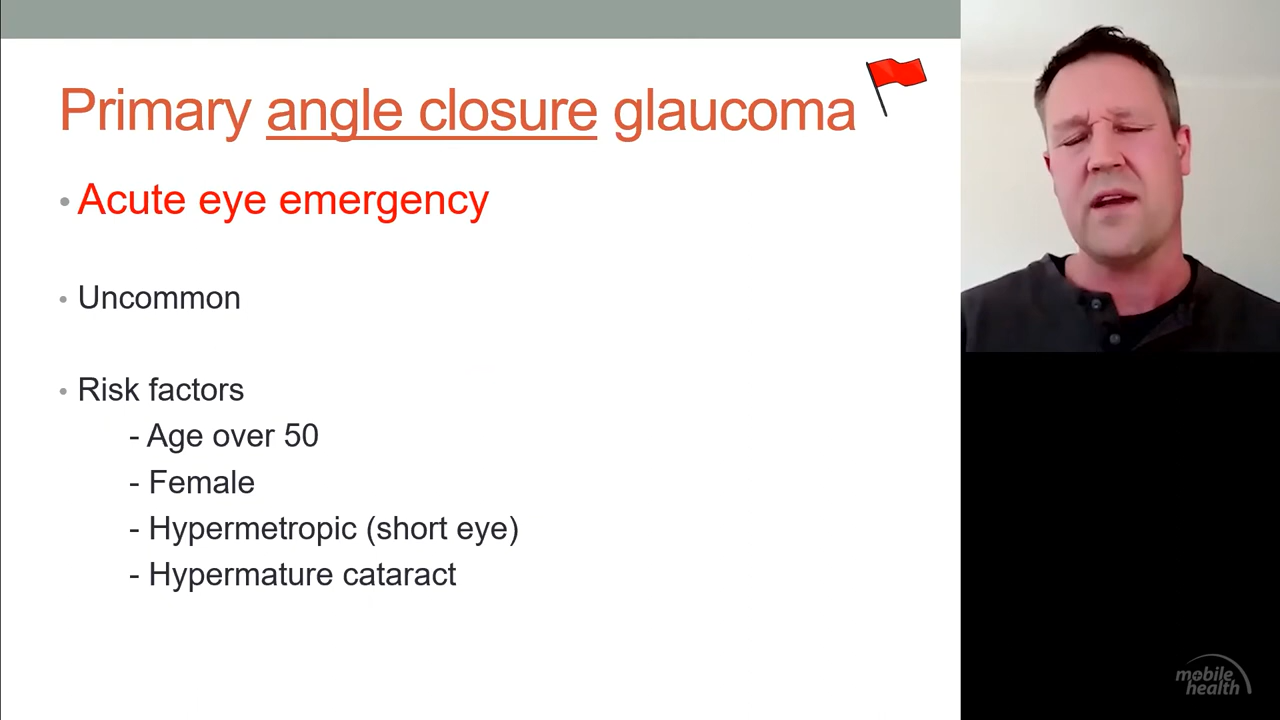 Primary angle closure glaucoma
• Acute eye emergency
• Uncommon
• Risk factors
- Age over 50
- Female
- Hypermetropic (short eye)
- Hypermature cataract
mobile
health